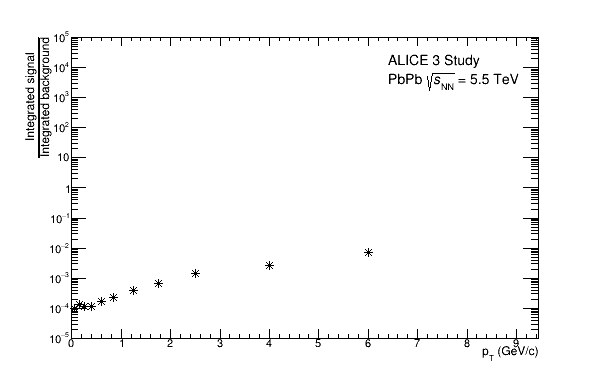 Integrated signal
Integrated background
10⁵
10⁴
10³
10²
10
1
10⁻¹
10⁻²
10⁻³
10⁻⁴
10⁻⁵
ALICE 3 Study
PbPb √s_NN = 5.5 TeV
0 1 2 3 4 5 6 7 8 9
p_T (GeV/c)